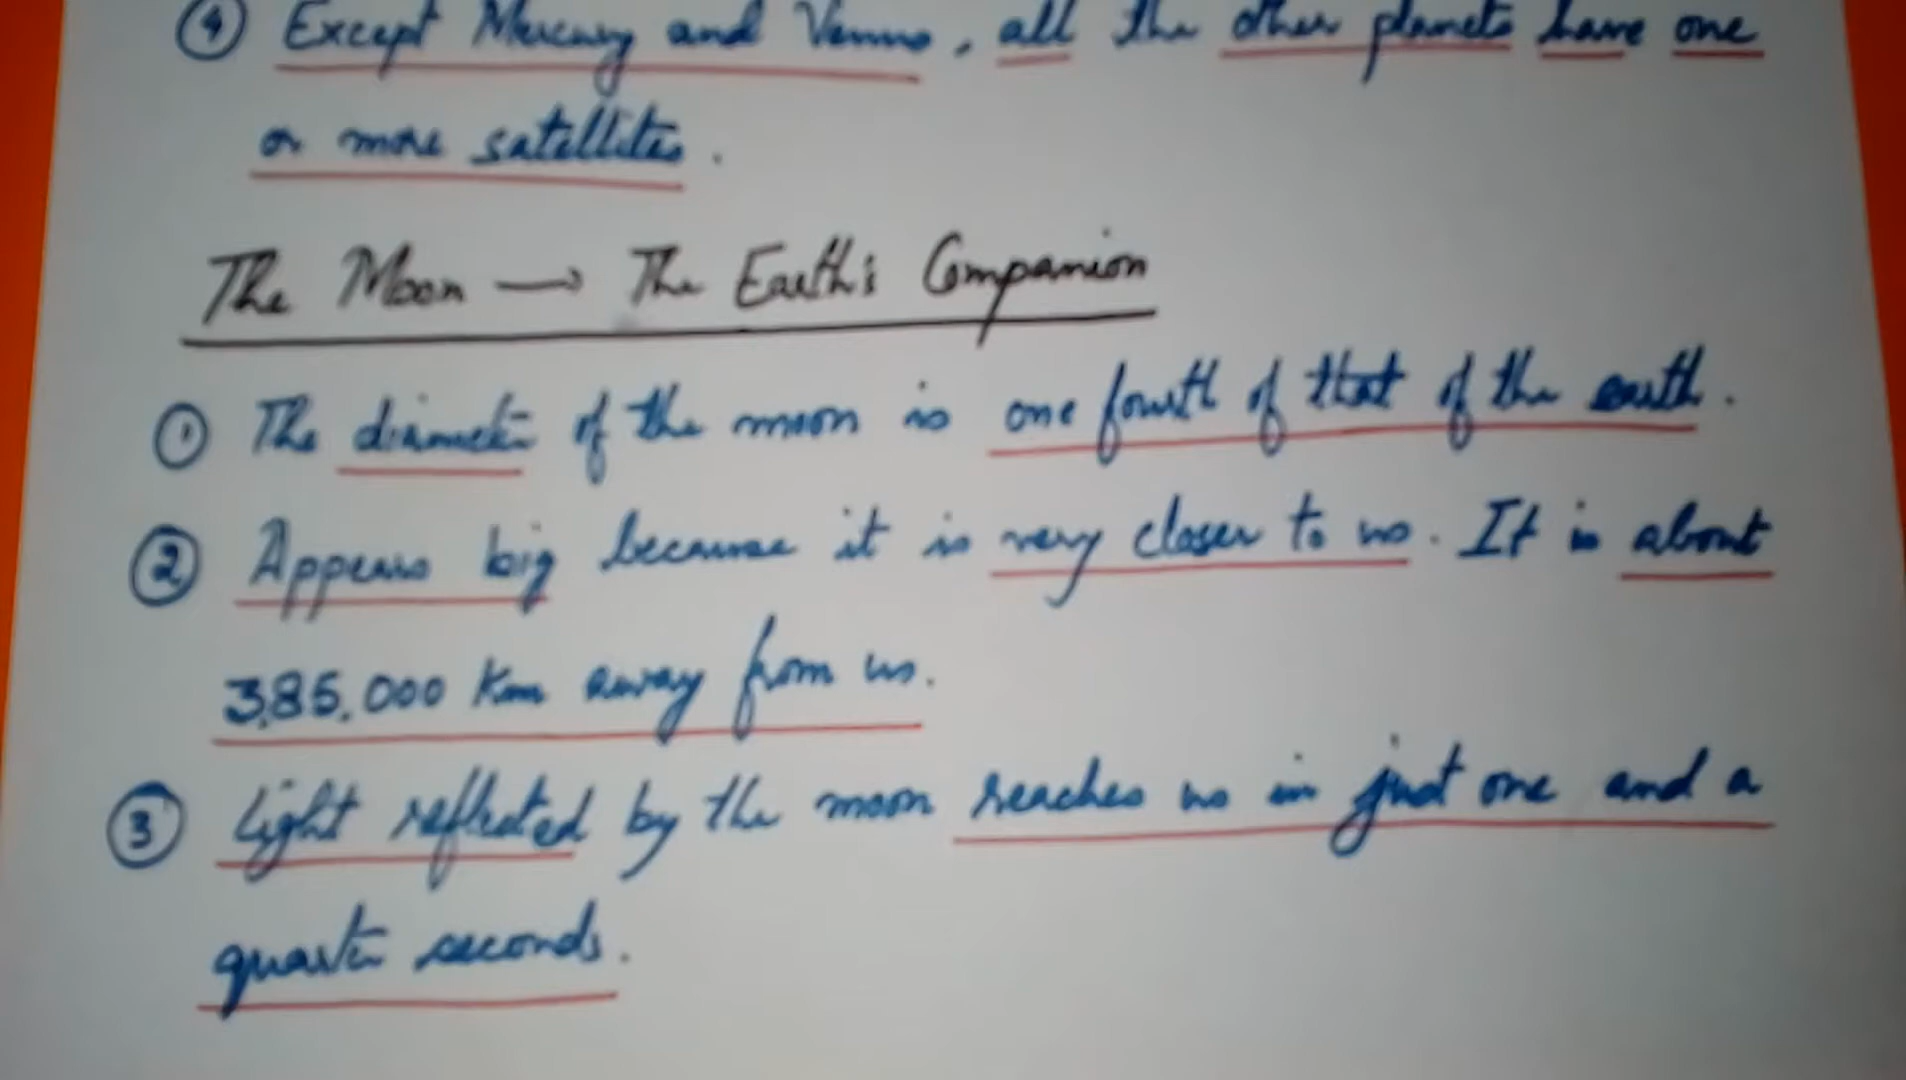 ④ Except Mercury and Venus, all the other planets have one
or more satellites.
The Moon → The Earth's Companion
① The diameter of the moon is one fourth of that of the earth.
② Appears big because it is very closer to us. It is about
3,85,000 Km away from us.
③ Light reflected by the moon reaches us in just one and a
quarter seconds.